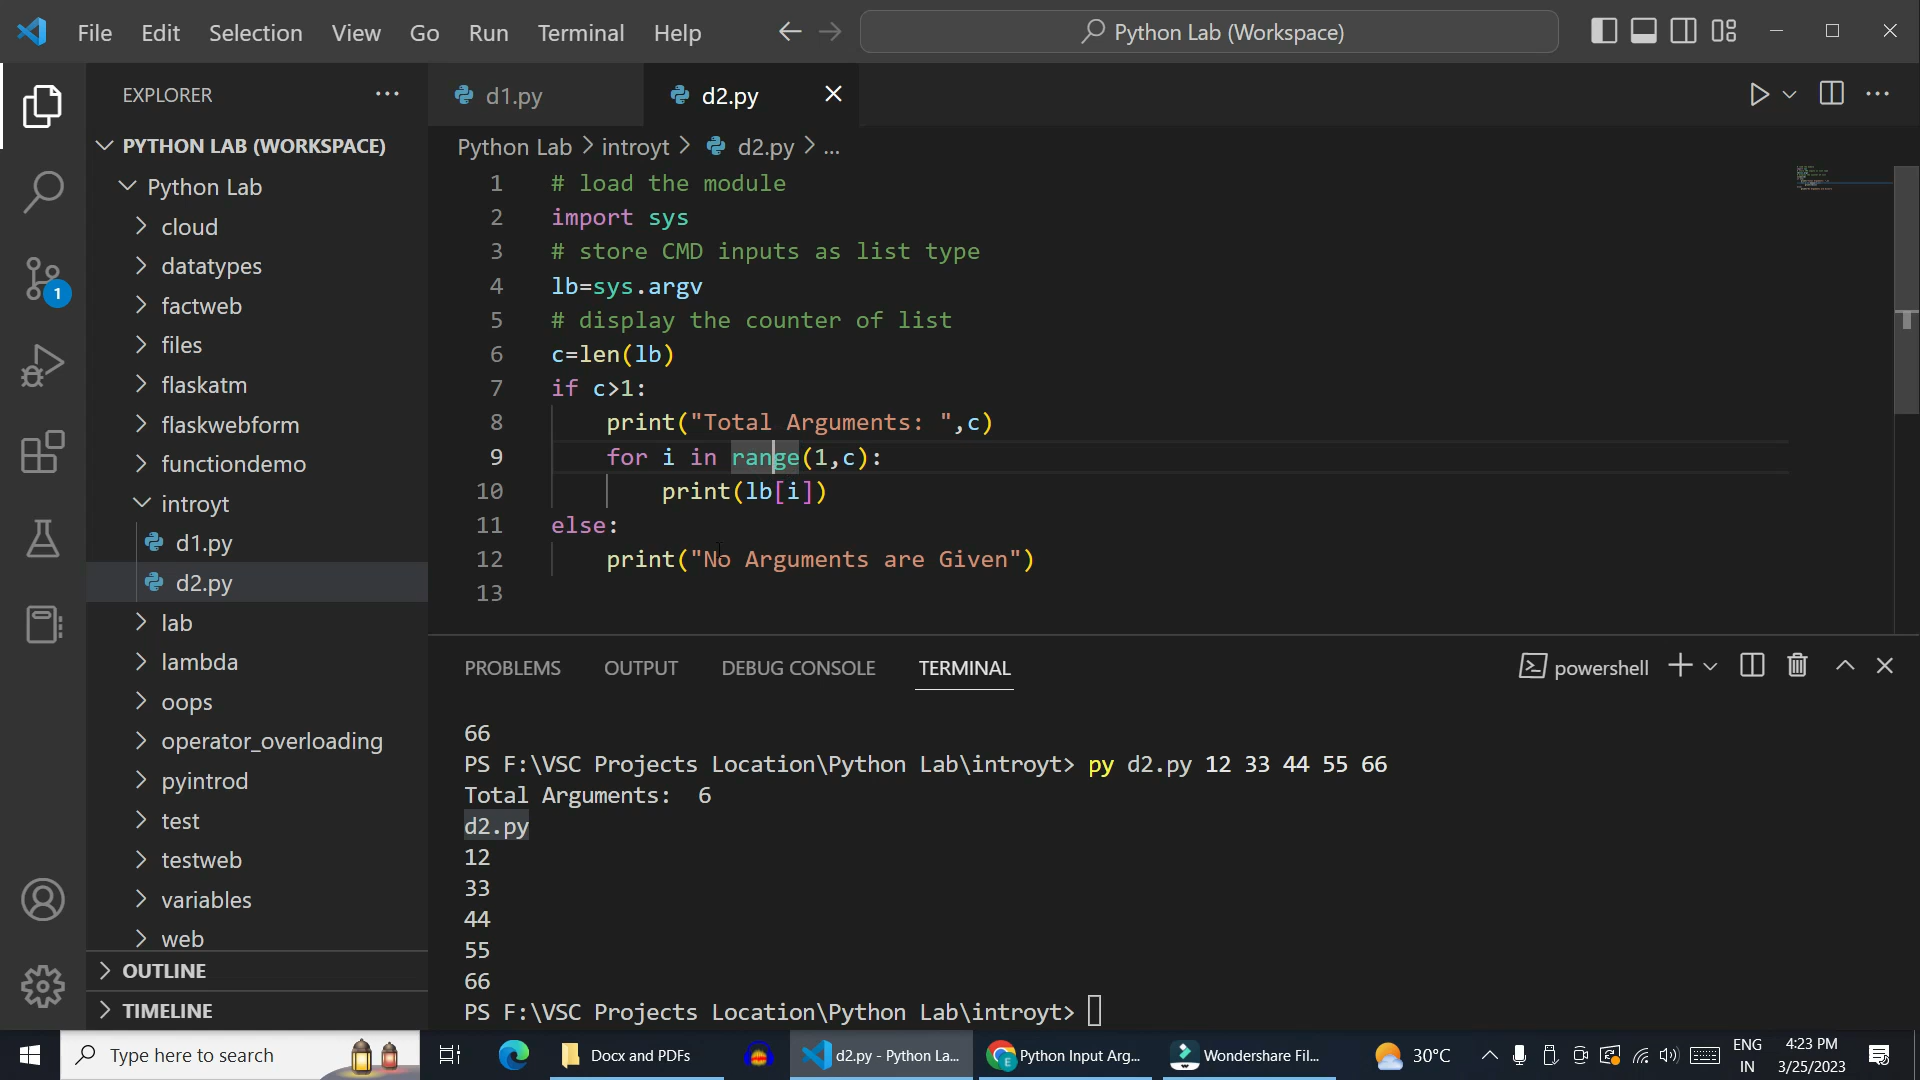 File Edit Selection View Go Run Terminal Help
Python Lab (Workspace)
EXPLORER
PYTHON LAB (WORKSPACE)
Python Lab
cloud
datatypes
factweb
files
flaskatm
flaskwebform
functiondemo
introyt
d1.py
d2.py
lab
lambda
oops
operator_overloading
pyintrod
test
testweb
variables
web
OUTLINE
TIMELINE
1
d1.py d2.py
Python Lab > introyt > d2.py > ...
1 # load the module
2 import sys
3 # store CMD inputs as list type
4 lb=sys.argv
5 # display the counter of list
6 c=len(lb)
7 if c>1:
8 print("Total Arguments: ",c)
9 for i in range(1,c):
10 print(lb[i])
11 else:
12 print("No Arguments are Given")
13
PROBLEMS OUTPUT DEBUG CONSOLE TERMINAL
powershell
66
PS F:\VSC Projects Location\Python Lab\introyt> py d2.py 12 33 44 55 66
Total Arguments:  6
d2.py
12
33
44
55
66
PS F:\VSC Projects Location\Python Lab\introyt>
Type here to search
Docx and PDFs
d2.py - Python La...
Python Input Arg...
Wondershare Fil...
30°C
ENG
IN
4:23 PM
3/25/2023